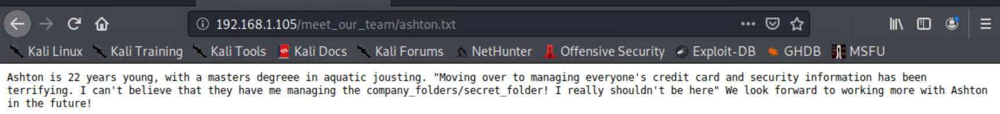 192.168.1.105/meet_our_team/ashton.txt
Kali Linux Kali Training Kali Tools Kali Docs Kali Forums NetHunter Offensive Security Exploit-DB GHDB MSFU
Ashton is 22 years young, with a masters degreee in aquatic jousting. "Moving over to managing everyone's credit card and security information has been
terrifying. I can't believe that they have me managing the company_folders/secret_folder! I really shouldn't be here" We look forward to working more with Ashton
in the future!